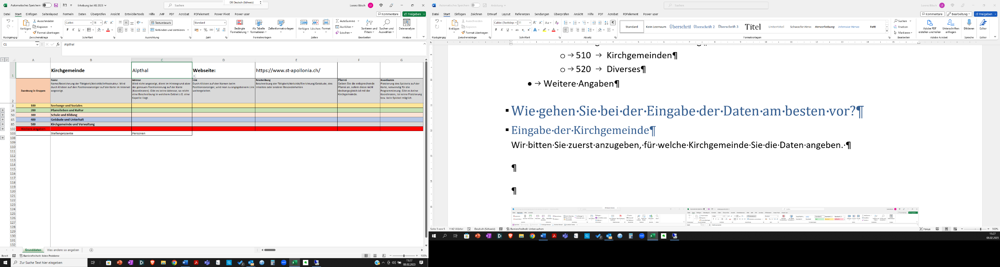 Automatisches Speichern
Erhebung bei KG 2023
Suchen
DE Deutsch (Schweiz)
Lorenz Bösch
LB
Datei Start Einfügen Seitenlayout Formeln Daten Überprüfen Ansicht Entwicklertools Hilfe JMP PDF Acrobat PDFelement Power Pivot Power-user
Kommentare
Freigeben
Einfügen
Ausschneiden
Kopieren
Format übertragen
Calibri
18
F K U
Textumbruch
Verbinden und zentrieren
Standard
Bedingte Formatierung
Als Tabelle formatieren
Zellenformatvorlagen
Einfügen Löschen Format
AutoSumme
Ausfüllen
Löschen
Sortieren und Filtern
Suchen und Auswählen
Datenanalyse
Rückgängig Zwischenablage Schriftart Ausrichtung Zahl Formatvorlagen Zellen Bearbeiten Analyse
C1
fx
Alpthal
1 2
A B C D E F G
1 Kirchgemeinde Alpthal Webseite: https://www.st-apollonia.ch/
2
Zuordnung in Gruppen
Name
Name/Bezeichnung der Tätigkeit/Aktivität/Infrastruktur. Wird
durch Klicken auf den Positionsanzeiger auf der Karte im Internet
angezeigt.
Adresse
Wird nicht angezeigt, dient im Hintergrund aber
der genauen Positionierung auf der Karte
(Koordinaten). Gibt es keine Adresse, so reicht
eine Beschreibung in welchem Gebiet z.G. eine
Kapelle liegt.
Link
Durch Klicken auf den Namen beim
Positionsanzeiger, wird man zu angegebenem Link
weitergeleitet.
Beschreibung
Beschreibung der Tätigkeit/Aktivität/Einrichtung/Gebäude, des
Inhaltes oder anderer Besonderheiten
Pfarrei
Geben Sie die entsprechende
Pfarrei an, sofern diese nicht
deckungsgleich ist mit der
Kirchgemeinde.
Koordinaten
Platzierung des Spickels auf der
Karte, notwendig für die
Programmierung. Gibt es keine
Koordinaten, ist keine Platzierung
bzw. kein Spickel möglich.
3 100 Seelsorge und Soziales
24 200 Pfarreileben und Kultur
50 300 Schule und Bildung
65 400 Gebäude und Unterhalt
85 500 Kirchgemeinde und Verwaltung
102 Weitere Angaben
103 Stellenprozente Personen
108
109
110
111
112
113
114
115
116
117
118
119
120
121
122
123
124
125
126
127
128
129
130
131
132
Grunddaten Was andere so angeben
Bereit Barrierefreiheit: Keine Probleme
100%
Zur Suche Text hier eingeben
15:27
08.02.2023
Automatisches Speichern
Anleitung
Suchen
Lorenz Bösch
LB
Datei Start Einfügen Zeichnen Entwurf Layout Referenzen Sendungen Überprüfen Ansicht Hilfe PDF Acrobat PDFelement Power-user
Kommentare
Bearbeitung
Freigeben
Einfügen
Ausschneiden
Kopieren
Format übertragen
Calibri (Textkörp
11
F K U
Standard Kein Leerraum Überschrif Überschrift 2 Überschrift 3 Titel Untertitel Schwache Herv Hervorhebung Intensive Hervo Fett
Suchen
Ersetzen
Markieren
Adobe PDF erstellen und teilen
Unterschriften anfragen
Diktieren
Editor
Rückgängig Zwischenablage Schriftart Absatz Formatvorlagen Bearbeiten Adobe Acrobat Sprache Editor
o→510 → Kirchgemeinden¶
o→520 → Diverses¶
●→Weitere·Angaben¶
Wie·gehen·Sie·bei·der·Eingabe·der·Daten·am·besten·vor?¶
Eingabe·der·Kirchgemeinde¶
Wir·bitten·Sie·zuerst·anzugeben,·für·welche·Kirchgemeinde·Sie·die·Daten·angeben.·¶
¶
¶
Seite 3 von 5 1142 Wörter Deutsch (Schweiz) Barrierefreiheit: Untersuchen
Fokus
302%
15:27
08.02.2023